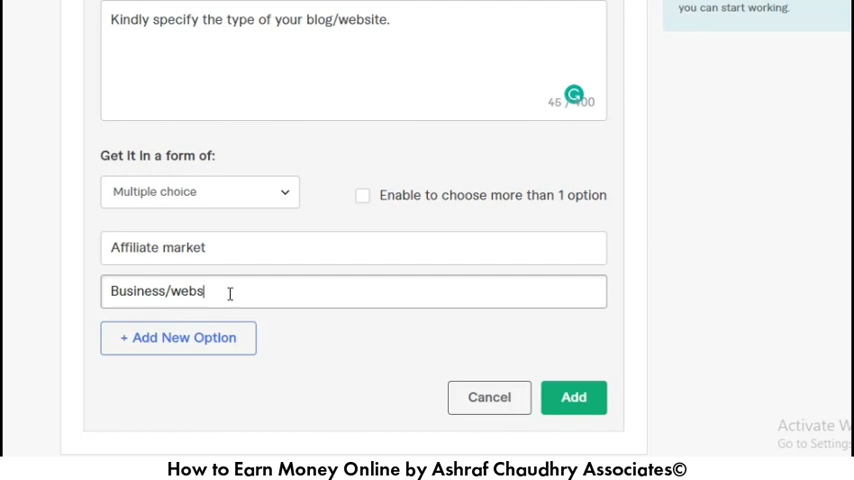 you can start working.
Kindly specify the type of your blog/website.
45 / 400
Get it in a form of:
Multiple choice
Enable to choose more than 1 option
Affiliate market
Business/webs
+ Add New Option
Cancel
Add
Activate W
Go to Settings
How to Earn Money Online by Ashraf Chaudhry Associates©